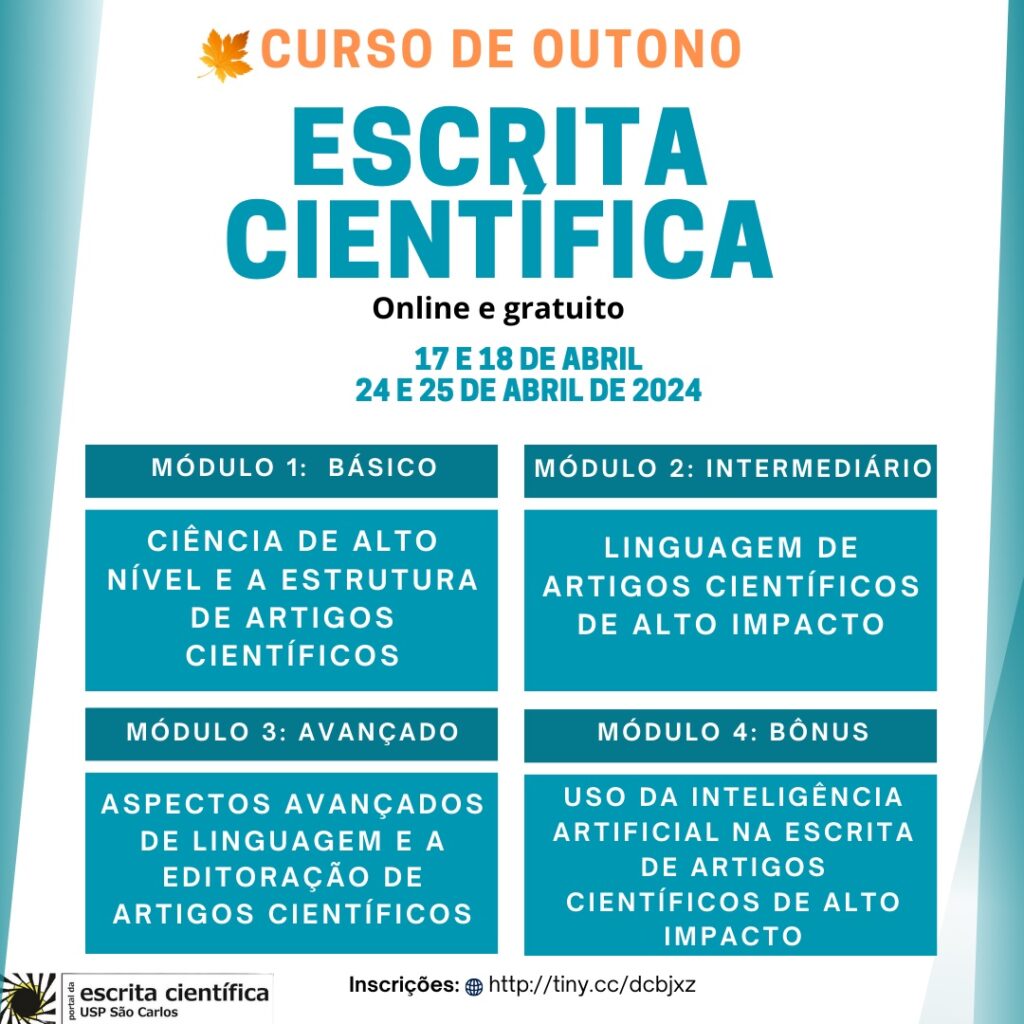 CURSO DE OUTONO
ESCRITA
CIENTÍFICA
Online e gratuito
17 E 18 DE ABRIL
24 E 25 DE ABRIL DE 2024
MÓDULO 1: BÁSICO
CIÊNCIA DE ALTO
NÍVEL E A ESTRUTURA
DE ARTIGOS
CIENTÍFICOS
MÓDULO 2: INTERMEDIÁRIO
LINGUAGEM DE
ARTIGOS CIENTÍFICOS
DE ALTO IMPACTO
MÓDULO 3: AVANÇADO
ASPECTOS AVANÇADOS
DE LINGUAGEM E A
EDITORAÇÃO DE
ARTIGOS CIENTÍFICOS
MÓDULO 4: BÔNUS
USO DA INTELIGÊNCIA
ARTIFICIAL NA ESCRITA
DE ARTIGOS
CIENTÍFICOS DE ALTO
IMPACTO
portal da
escrita científica
USP São Carlos
Inscrições: http://tiny.cc/dcbjxz